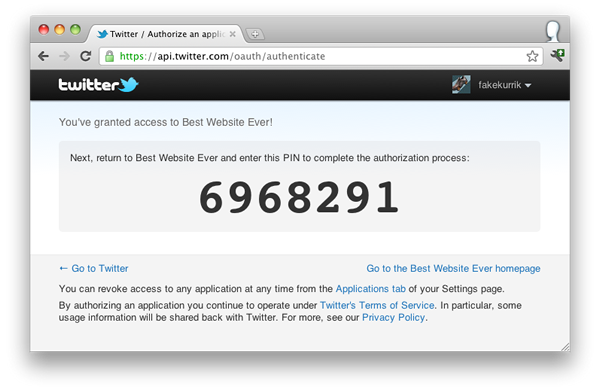 Twitter / Authorize an applic
https://api.twitter.com/oauth/authenticate
twitter fakekurrik
You've granted access to Best Website Ever!
Next, return to Best Website Ever and enter this PIN to complete the authorization process:
6968291
← Go to Twitter Go to the Best Website Ever homepage
You can revoke access to any application at any time from the Applications tab of your Settings page.
By authorizing an application you continue to operate under Twitter's Terms of Service. In particular, some
usage information will be shared back with Twitter. For more, see our Privacy Policy.